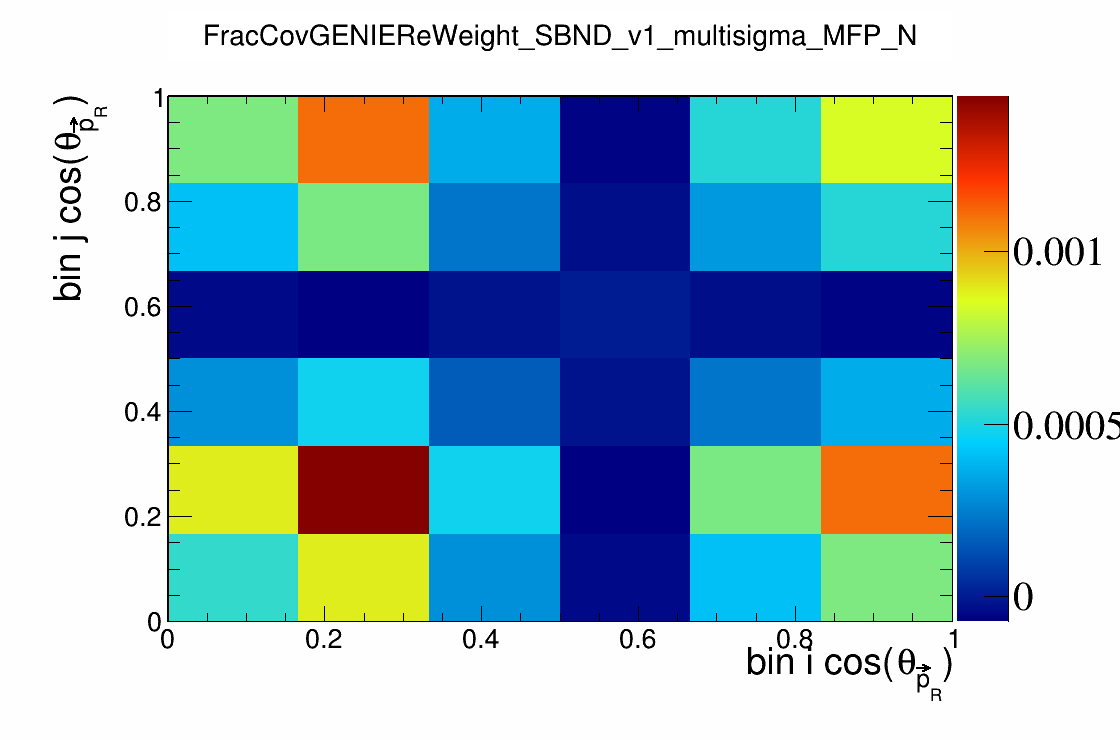 FracCovGENIEReWeight_SBND_v1_multisigma_MFP_N
bin j cos(θp⃗R)
1
0.8
0.6
0.4
0.2
0
0 0.2 0.4 0.6 0.8 1
bin i cos(θp⃗R)
0.001
0.0005
0